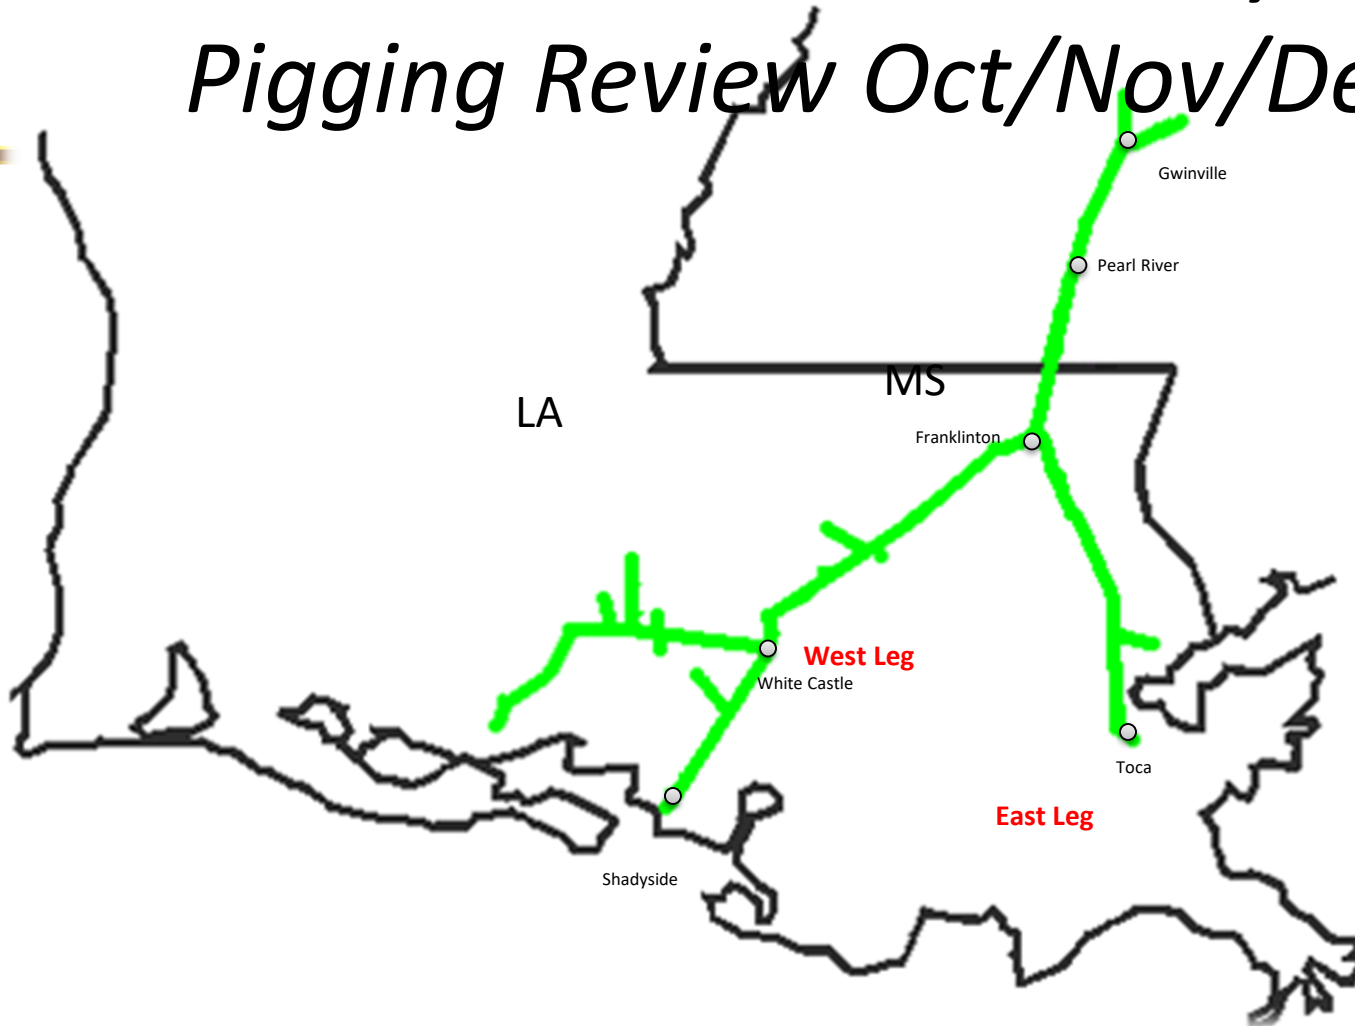 Pigging Review Oct/Nov/De
Gwinville
Pearl River
MS
LA
Franklinton
West Leg
White Castle
Toca
East Leg
Shadyside